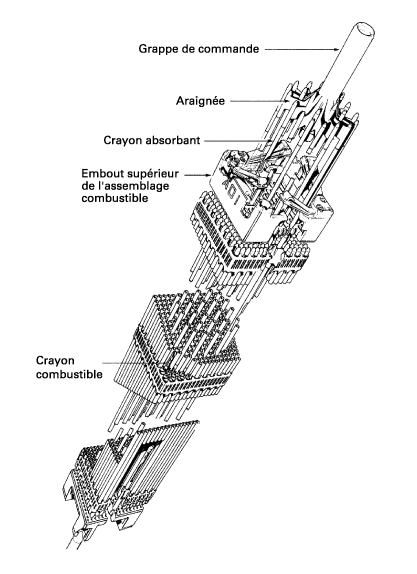 Grappe de commande
Araignée
Crayon absorbant
Embout supérieur
de l'assemblage
combustible
Crayon
combustible